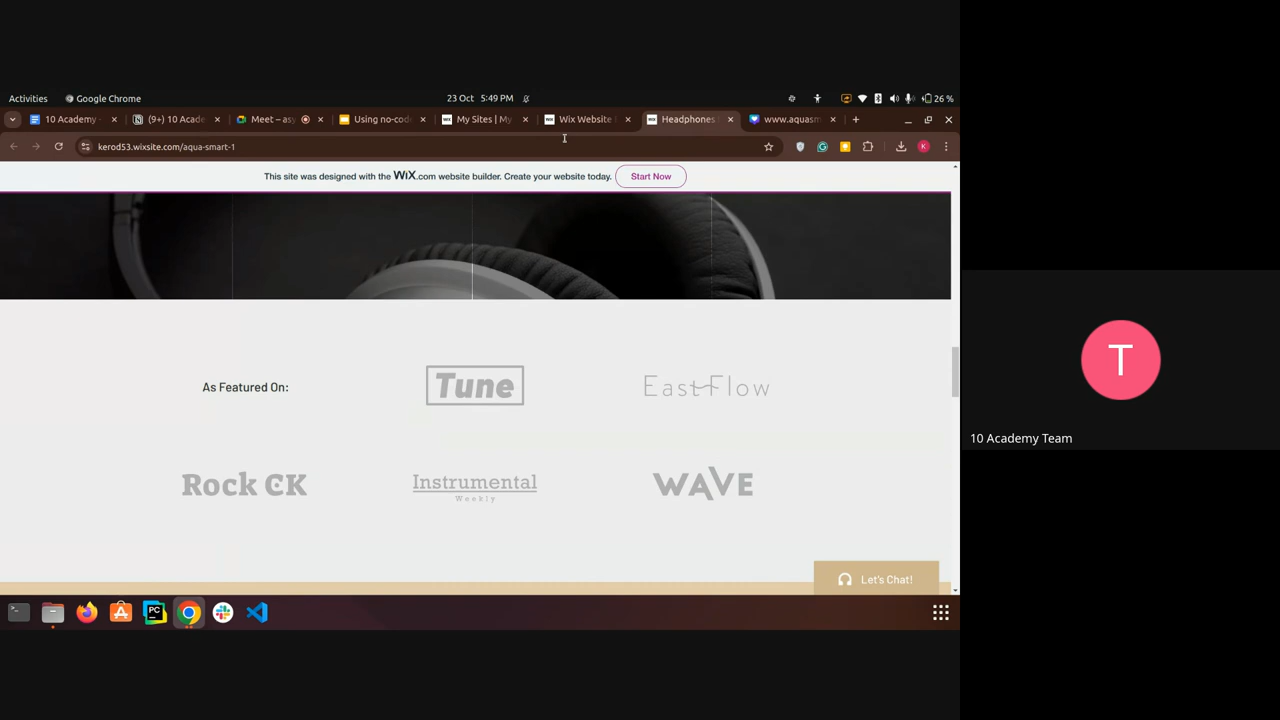 Activities
Google Chrome
23 Oct 5:49 PM
26 %
10 Academy
(9+) 10 Acade
Meet – asy
Using no-cod
My Sites | My
Wix Website
Headphones
www.aquasm
kerod53.wixsite.com/aqua-smart-1
K
This site was designed with the WiX.com website builder. Create your website today.
Start Now
As Featured On:
Tune
East Flow
Rock CK
Instrumental
Weekly
WAVE
Let's Chat!
T
10 Academy Team